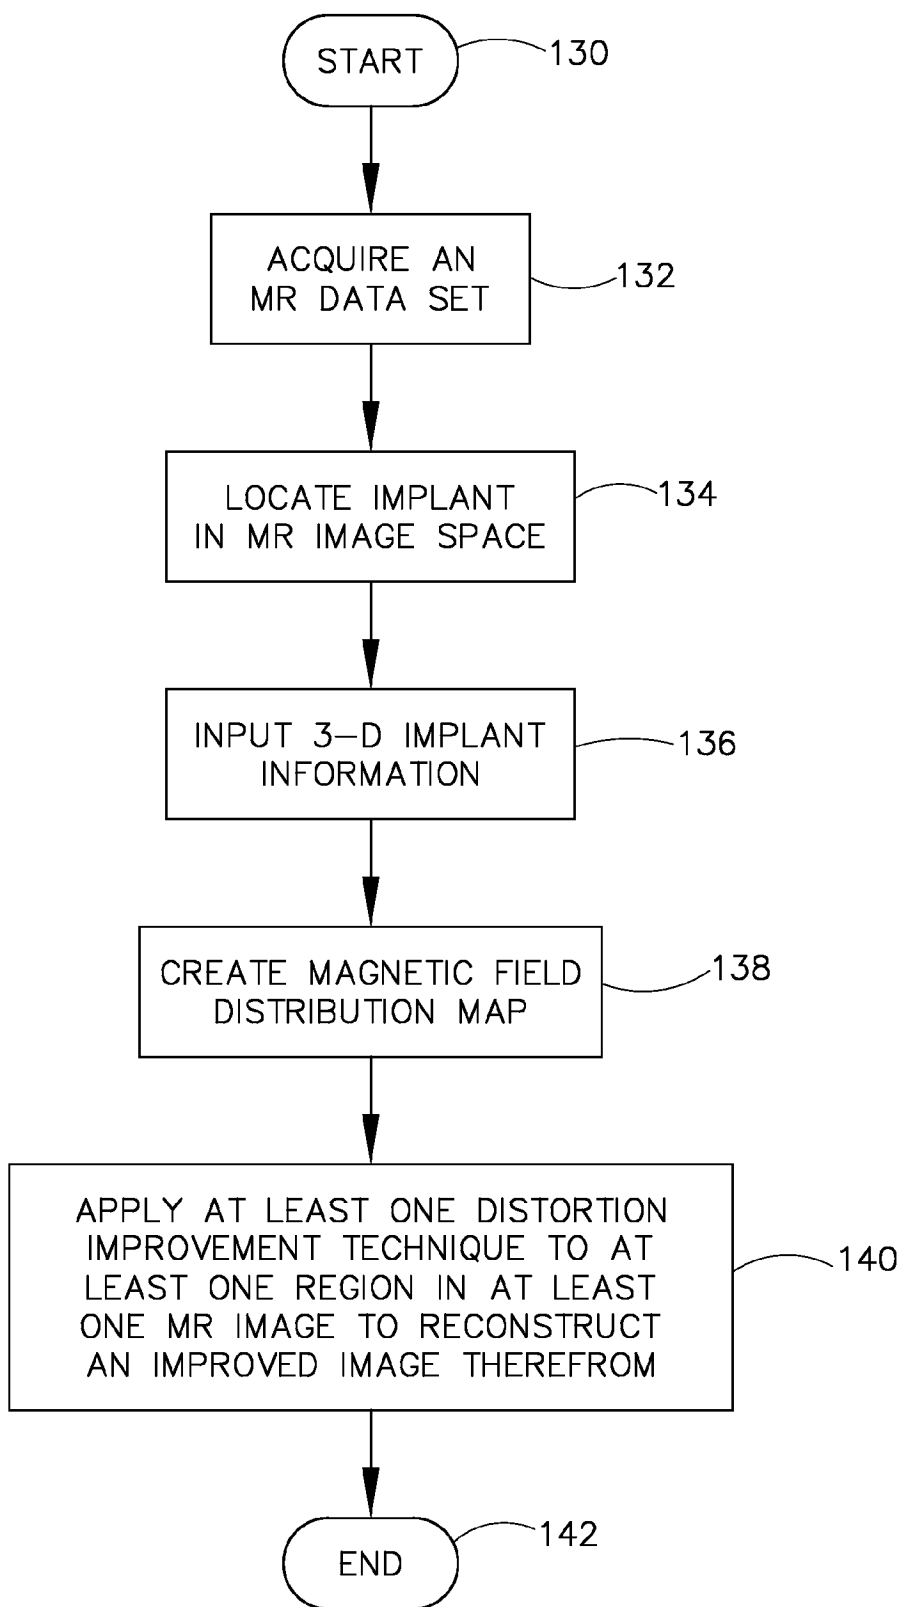 START
130
ACQUIRE AN
MR DATA SET
132
LOCATE IMPLANT
IN MR IMAGE SPACE
134
INPUT 3-D IMPLANT
INFORMATION
136
CREATE MAGNETIC FIELD
DISTRIBUTION MAP
138
APPLY AT LEAST ONE DISTORTION
IMPROVEMENT TECHNIQUE TO AT
LEAST ONE REGION IN AT LEAST
ONE MR IMAGE TO RECONSTRUCT
AN IMPROVED IMAGE THEREFROM
140
END
142